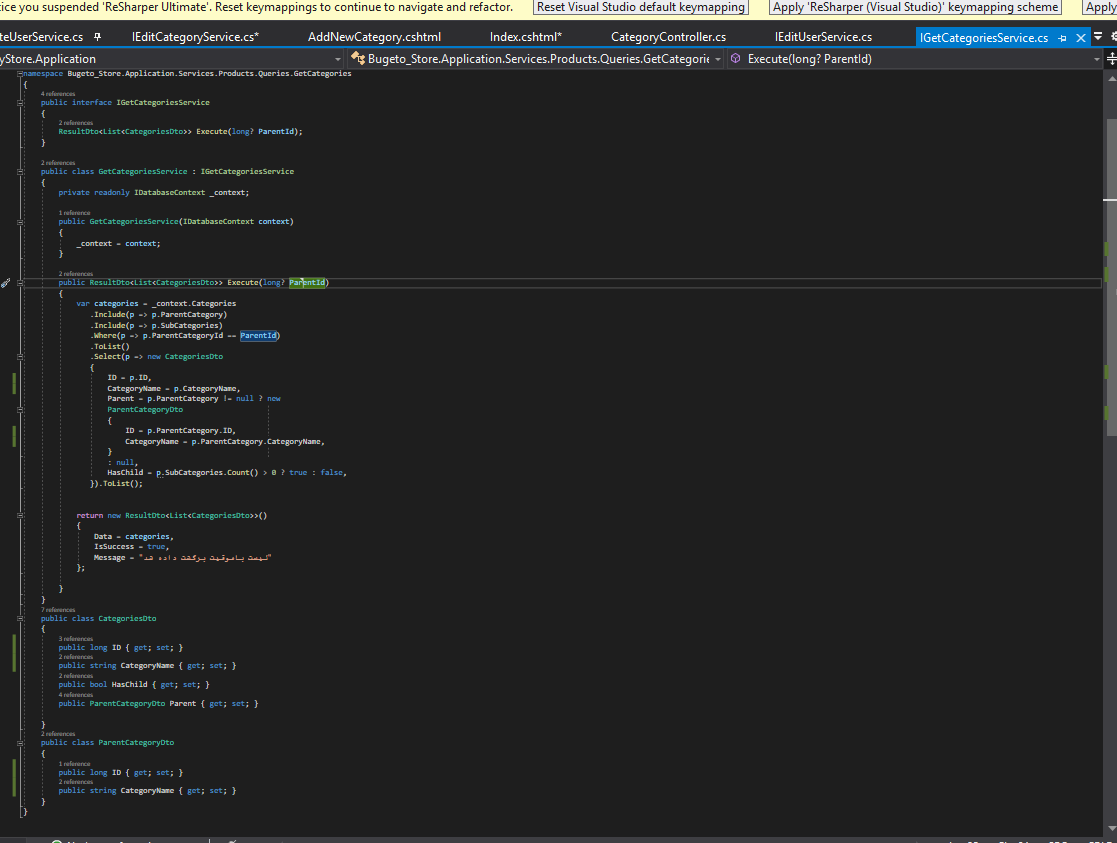 ice you suspended 'ReSharper Ultimate'. Reset keymappings to continue to navigate and refactor. Reset Visual Studio default keymapping Apply 'ReSharper (Visual Studio)' keymapping scheme Apply
teUserService.cs IEditCategoryService.cs* AddNewCategory.cshtml Index.cshtml* CategoryController.cs IEditUserService.cs IGetCategoriesService.cs
yStore.Application Bugeto_Store.Application.Services.Products.Queries.GetCategorie Execute(long? ParentId)
namespace Bugeto_Store.Application.Services.Products.Queries.GetCategories
{
4 references
public interface IGetCategoriesService
{
2 references
ResultDto<List<CategoriesDto>> Execute(long? ParentId);
}
2 references
public class GetCategoriesService : IGetCategoriesService
{
private readonly IDatabaseContext _context;
1 reference
public GetCategoriesService(IDatabaseContext context)
{
_context = context;
}
2 references
public ResultDto<List<CategoriesDto>> Execute(long? ParentId)
{
var categories = _context.Categories
.Include(p => p.ParentCategory)
.Include(p => p.SubCategories)
.Where(p => p.ParentCategoryId == ParentId)
.ToList()
.Select(p => new CategoriesDto
{
ID = p.ID,
CategoryName = p.CategoryName,
Parent = p.ParentCategory != null ? new
ParentCategoryDto
{
ID = p.ParentCategory.ID,
CategoryName = p.ParentCategory.CategoryName,
}
: null,
HasChild = p.SubCategories.Count() > 0 ? true : false,
}).ToList();
return new ResultDto<List<CategoriesDto>>()
{
Data = categories,
IsSuccess = true,
Message = "لیست باموقیت برگشت داده شد"
};
}
}
7 references
public class CategoriesDto
{
3 references
public long ID { get; set; }
2 references
public string CategoryName { get; set; }
2 references
public bool HasChild { get; set; }
4 references
public ParentCategoryDto Parent { get; set; }
}
2 references
public class ParentCategoryDto
{
1 reference
public long ID { get; set; }
2 references
public string CategoryName { get; set; }
}
}